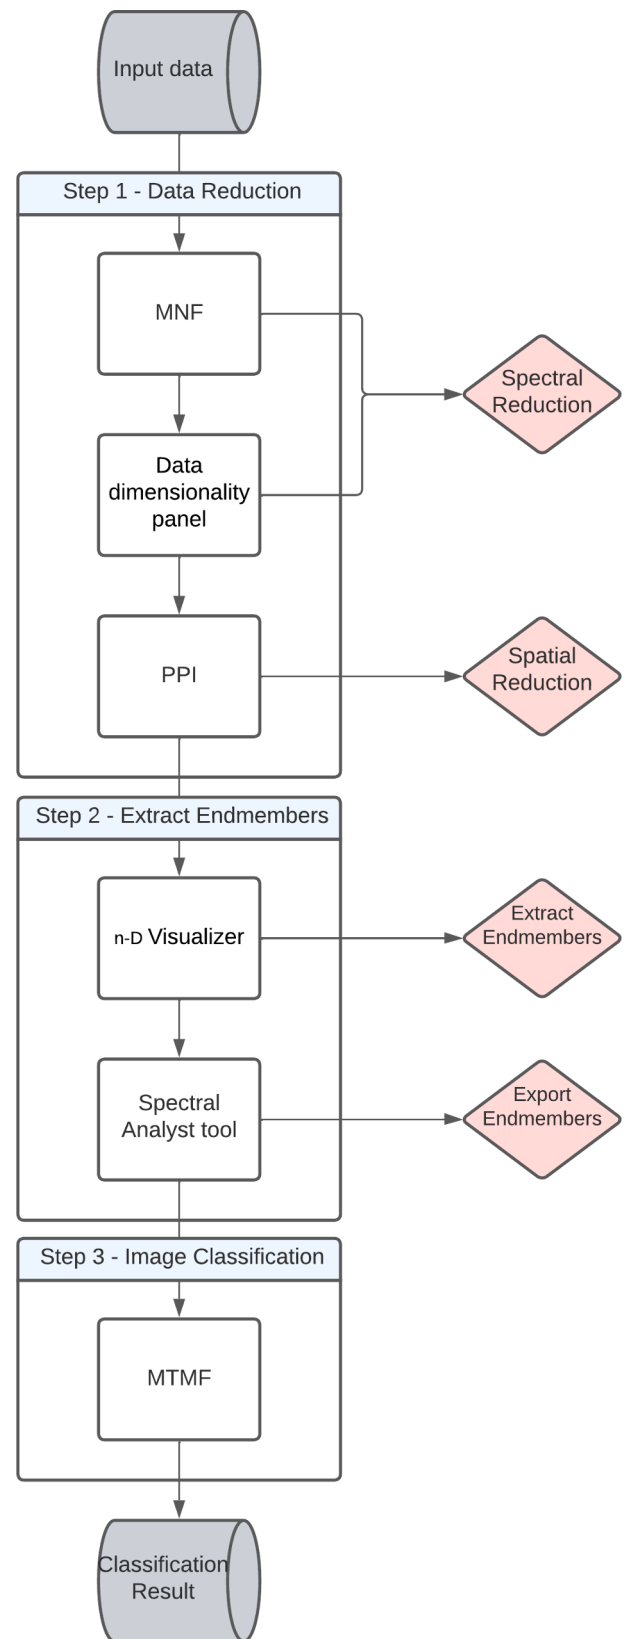 Input data
Step 1 - Data Reduction
MNF
Spectral
Reduction
Data
dimensionality
panel
PPI
Spatial
Reduction
Step 2 - Extract Endmembers
n-D Visualizer
Extract
Endmembers
Spectral
Analyst tool
Export
Endmembers
Step 3 - Image Classification
MTMF
Classification
Result